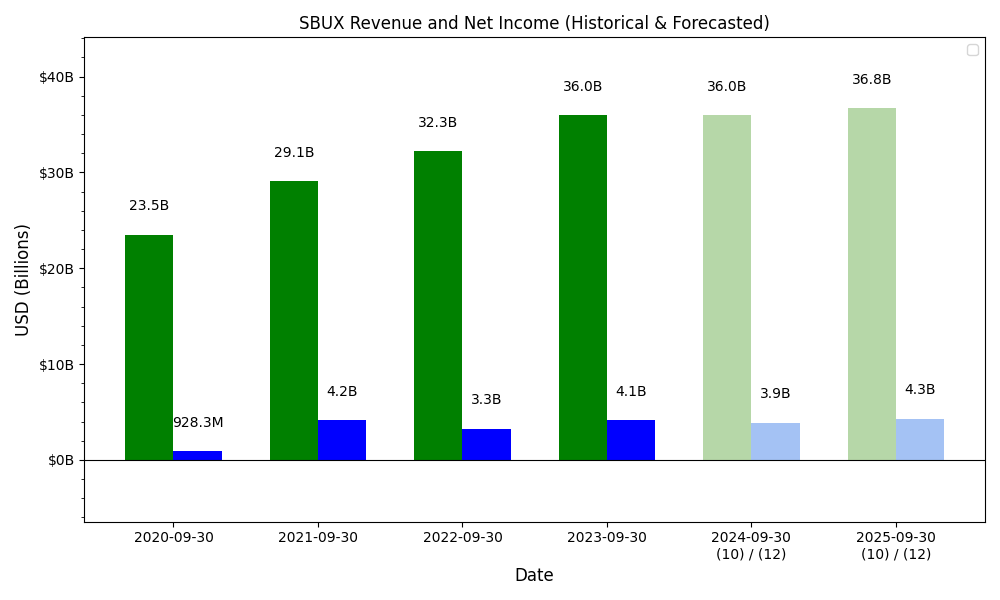 SBUX Revenue and Net Income (Historical & Forecasted)
USD (Billions)
$40B
$30B
$20B
$10B
$0B
23.5B
928.3M
29.1B
4.2B
32.3B
3.3B
36.0B
4.1B
36.0B
3.9B
36.8B
4.3B
2020-09-30
2021-09-30
2022-09-30
2023-09-30
2024-09-30
(10) / (12)
2025-09-30
(10) / (12)
Date